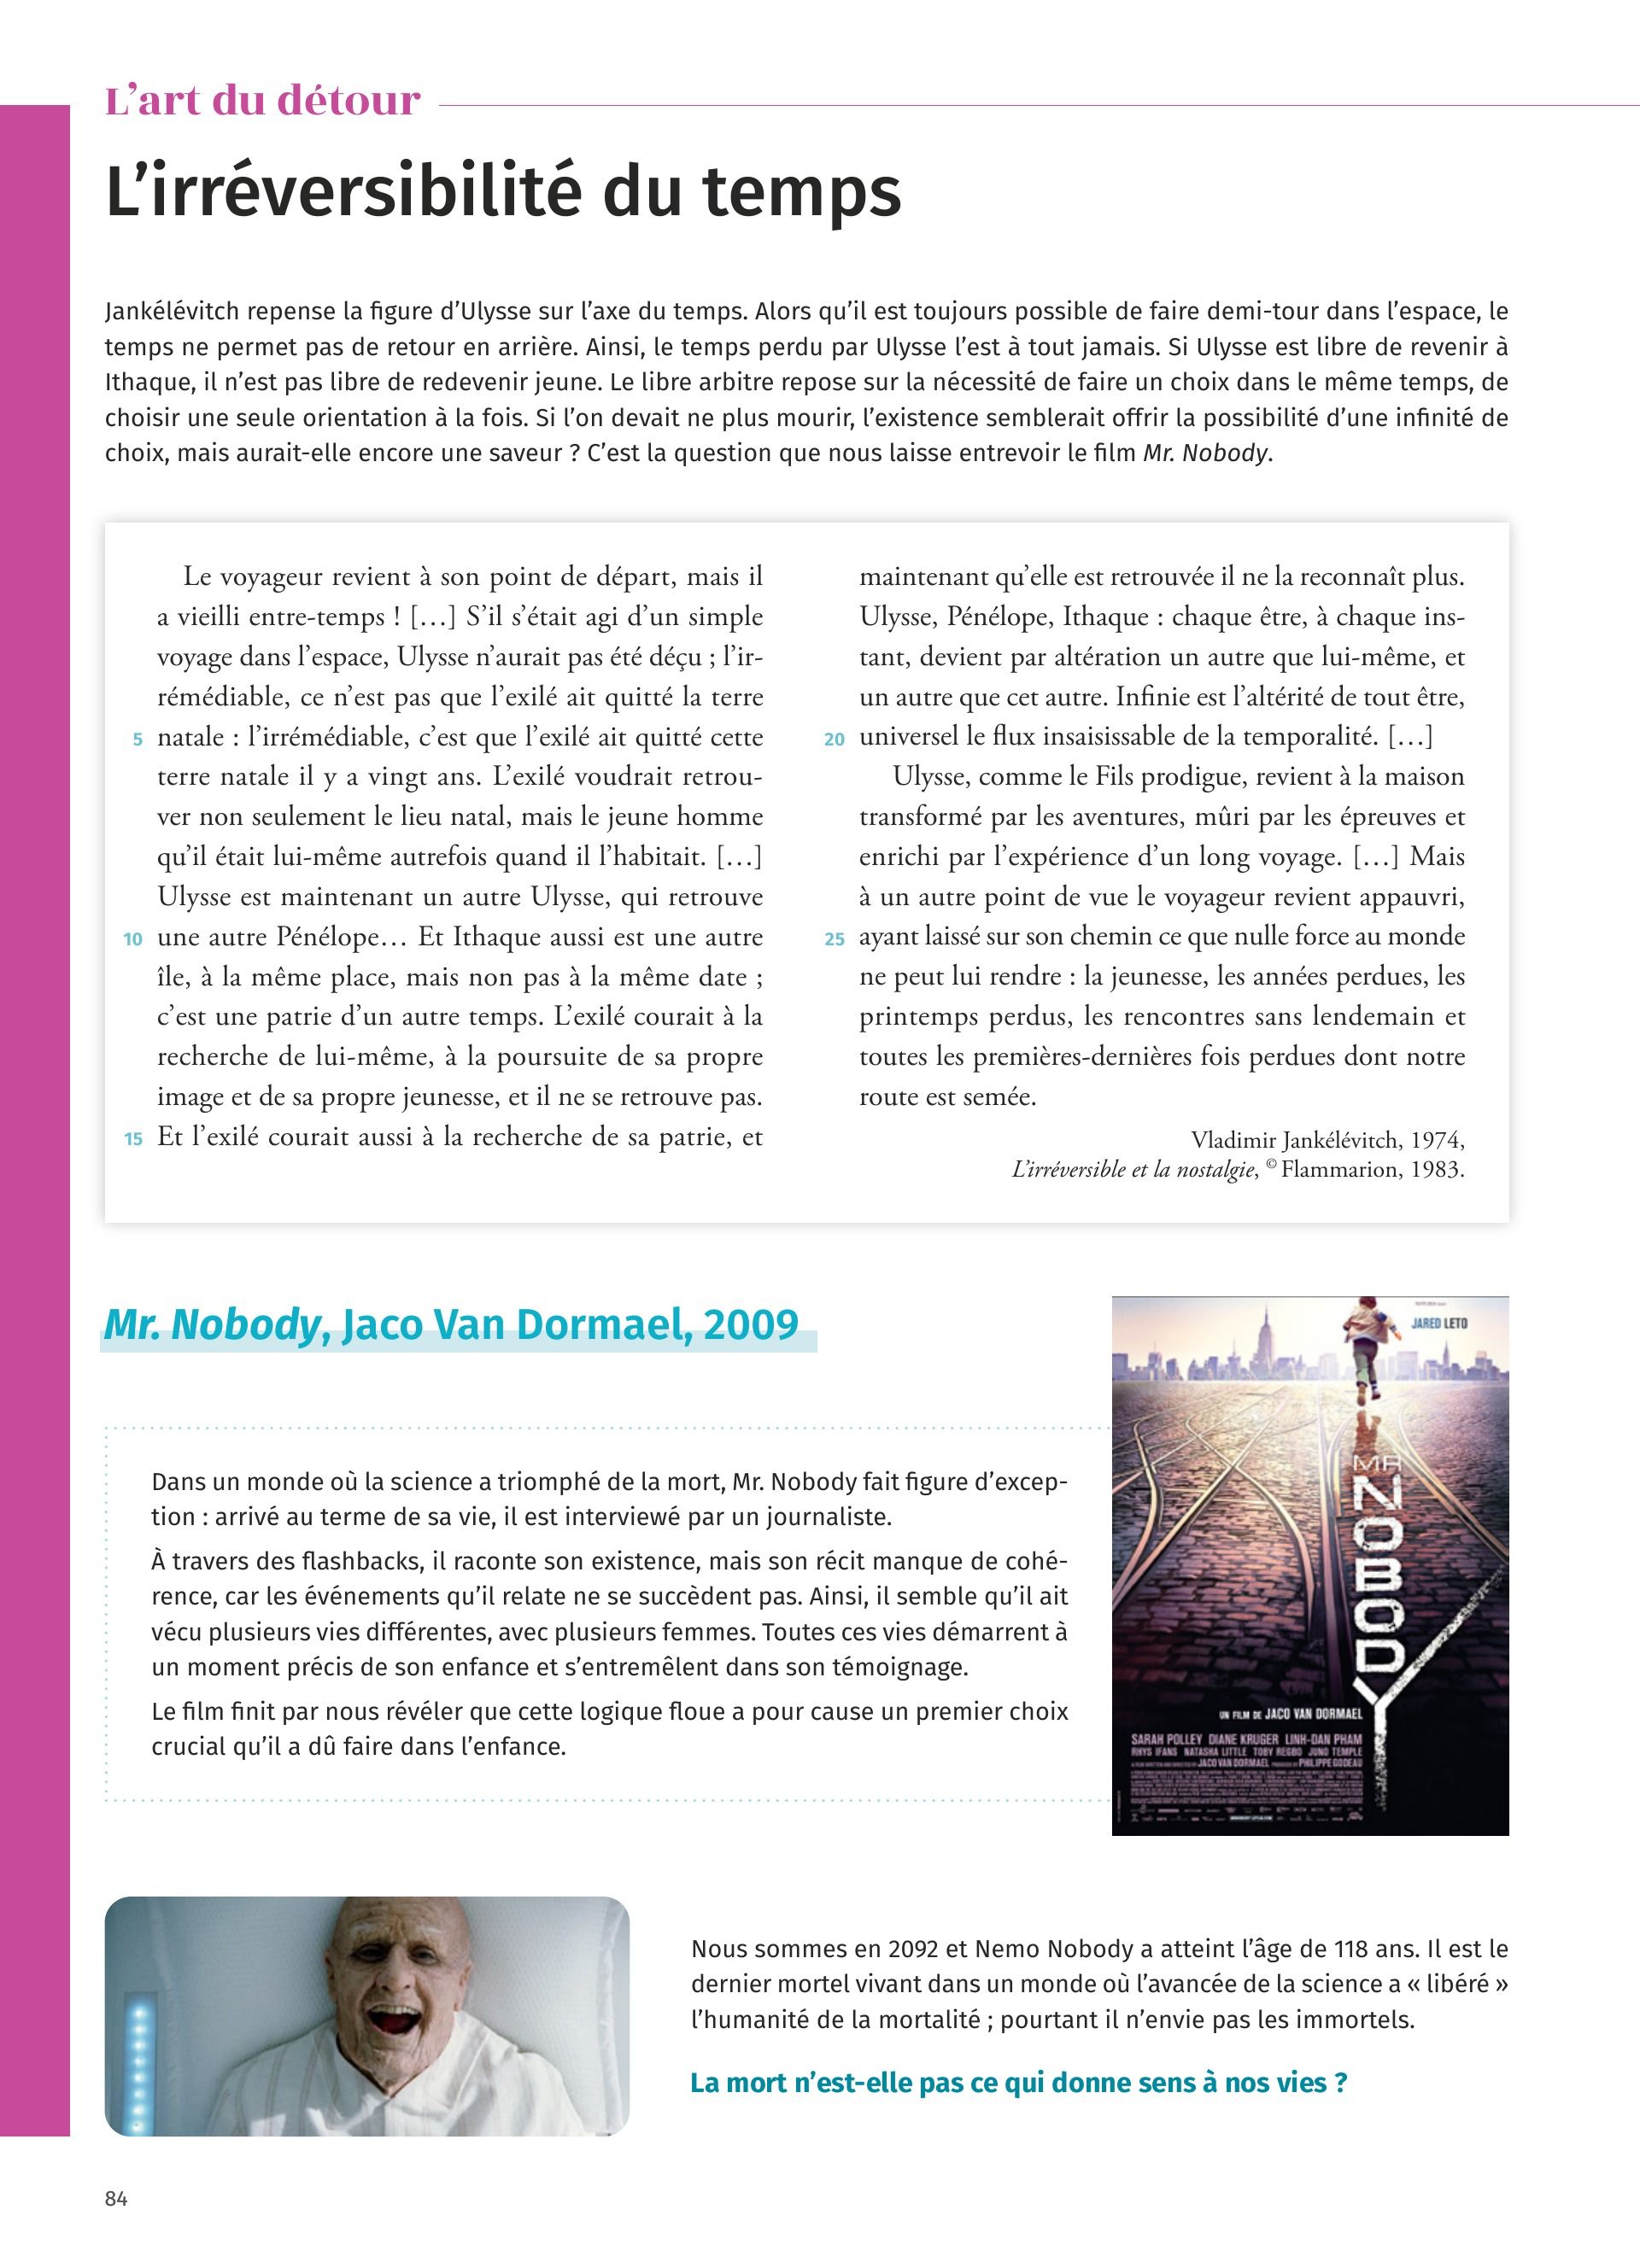 L’art du détour
L’irréversibilité du temps
Jankélévitch repense la figure d’Ulysse sur l’axe du temps. Alors qu’il est toujours possible de faire demi-tour dans l’espace, le
temps ne permet pas de retour en arrière. Ainsi, le temps perdu par Ulysse l’est à tout jamais. Si Ulysse est libre de revenir à
Ithaque, il n’est pas libre de redevenir jeune. Le libre arbitre repose sur la nécessité de faire un choix dans le même temps, de
choisir une seule orientation à la fois. Si l’on devait ne plus mourir, l’existence semblerait offrir la possibilité d’une infinité de
choix, mais aurait-elle encore une saveur ? C’est la question que nous laisse entrevoir le film Mr. Nobody.
Le voyageur revient à son point de départ, mais il
a vieilli entre-temps ! […] S’il s’était agi d’un simple
voyage dans l’espace, Ulysse n’aurait pas été déçu ; l’ir-
rémédiable, ce n’est pas que l’exilé ait quitté la terre
5 natale : l’irrémédiable, c’est que l’exilé ait quitté cette
terre natale il y a vingt ans. L’exilé voudrait retrou-
ver non seulement le lieu natal, mais le jeune homme
qu’il était lui-même autrefois quand il l’habitait. […]
Ulysse est maintenant un autre Ulysse, qui retrouve
10 une autre Pénélope… Et Ithaque aussi est une autre
île, à la même place, mais non pas à la même date ;
c’est une patrie d’un autre temps. L’exilé courait à la
recherche de lui-même, à la poursuite de sa propre
image et de sa propre jeunesse, et il ne se retrouve pas.
15 Et l’exilé courait aussi à la recherche de sa patrie, et
maintenant qu’elle est retrouvée il ne la reconnaît plus.
Ulysse, Pénélope, Ithaque : chaque être, à chaque ins-
tant, devient par altération un autre que lui-même, et
un autre que cet autre. Infinie est l’altérité de tout être,
20 universel le flux insaisissable de la temporalité. […]
Ulysse, comme le Fils prodigue, revient à la maison
transformé par les aventures, mûri par les épreuves et
enrichi par l’expérience d’un long voyage. […] Mais
à un autre point de vue le voyageur revient appauvri,
25 ayant laissé sur son chemin ce que nulle force au monde
ne peut lui rendre : la jeunesse, les années perdues, les
printemps perdus, les rencontres sans lendemain et
toutes les premières-dernières fois perdues dont notre
route est semée.
Vladimir Jankélévitch, 1974,
L’irréversible et la nostalgie, © Flammarion, 1983.
Mr. Nobody, Jaco Van Dormael, 2009
Dans un monde où la science a triomphé de la mort, Mr. Nobody fait figure d’excep-
tion : arrivé au terme de sa vie, il est interviewé par un journaliste.
À travers des flashbacks, il raconte son existence, mais son récit manque de cohé-
rence, car les événements qu’il relate ne se succèdent pas. Ainsi, il semble qu’il ait
vécu plusieurs vies différentes, avec plusieurs femmes. Toutes ces vies démarrent à
un moment précis de son enfance et s’entremêlent dans son témoignage.
Le film finit par nous révéler que cette logique floue a pour cause un premier choix
crucial qu’il a dû faire dans l’enfance.
JARED LETO
MR
NOBODY
UN FILM DE JACO VAN DORMAEL
SARAH POLLEY DIANE KRUGER LINH-DAN PHAM
RHYS IFANS NATASHA LITTLE TOBY REGBO JUNO TEMPLE
JACO VAN DORMAEL PHILIPPE GODEAU
Nous sommes en 2092 et Nemo Nobody a atteint l’âge de 118 ans. Il est le
dernier mortel vivant dans un monde où l’avancée de la science a « libéré »
l’humanité de la mortalité ; pourtant il n’envie pas les immortels.
La mort n’est-elle pas ce qui donne sens à nos vies ?
84